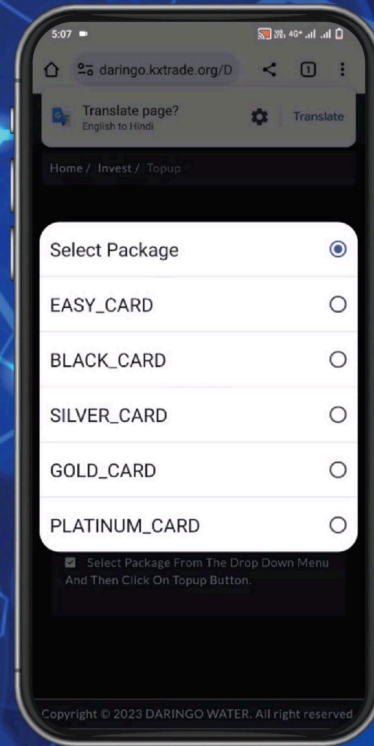 5:07
4G+
daringo.kxtrade.org/D
1
Translate page?
English to Hindi
Translate
Home / Invest / Topup
Select Package
EASY_CARD
BLACK_CARD
SILVER_CARD
GOLD_CARD
PLATINUM_CARD
Select Package From The Drop Down Menu
And Then Click On Topup Button.
Copyright © 2023 DARINGO WATER. All right reserved